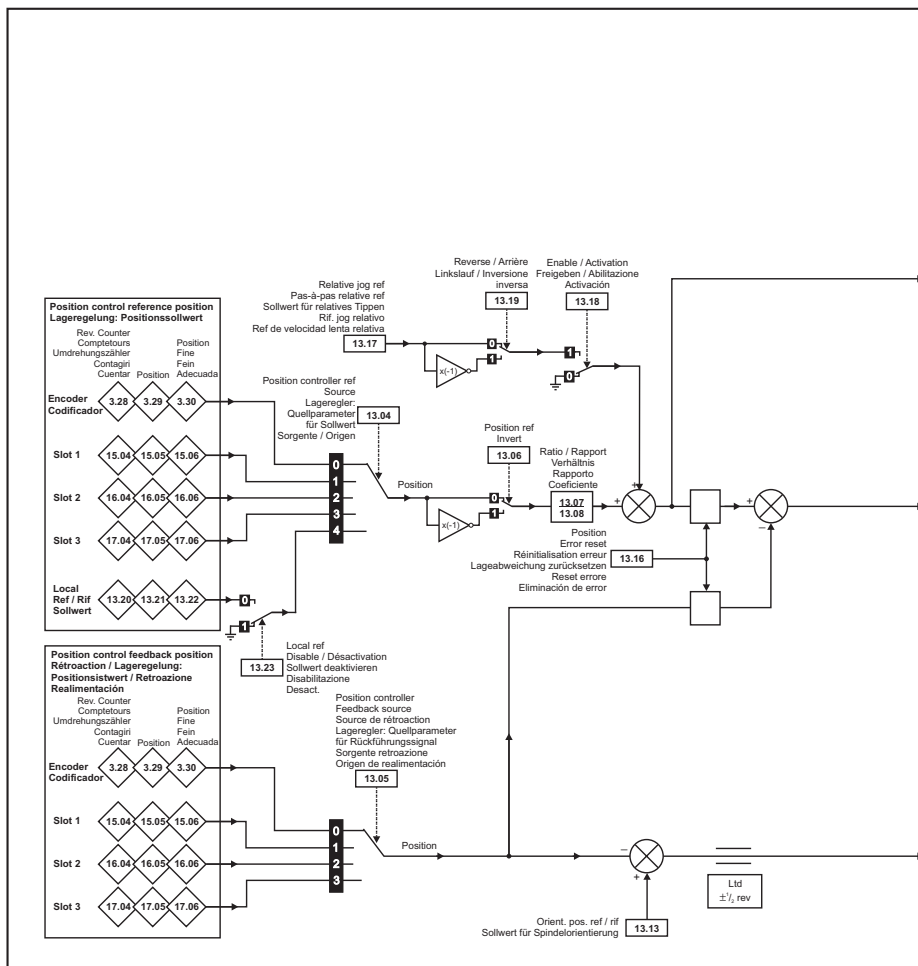 Reverse / Arrière
Linkslauf / Inversione
inversa
13.19
Enable / Activation
Freigeben / Abilitazione
Activación
13.18
Relative jog ref
Pas-à-pas relative ref
Sollwert für relatives Tippen
Rif. jog relativo
Ref de velocidad lenta relativa
13.17
0
1
x(-1)
1
0
Position control reference position
Lageregelung: Positionssollwert
Rev. Counter
Comptetours
Umdrehungszähler
Contagiri
Cuentar
Position
Position
Fine
Fein
Adecuada
Encoder
Codificador
3.28
3.29
3.30
Slot 1
15.04
15.05
15.06
Slot 2
16.04
16.05
16.06
Slot 3
17.04
17.05
17.06
Local
Ref / Rif
Sollwert
13.20
13.21
13.22
0
1
Position controller ref
Source
Lageregler:
Quellparameter
für Sollwert
Sorgente / Origen
13.04
0
1
2
3
4
Position
x(-1)
Position ref
Invert
13.06
0
1
Ratio / Rapport
Verhältnis
Rapporto
Coeficiente
13.07
13.08
+
+
+
–
Position
Error reset
Réinitialisation erreur
Lageabweichung zurücksetzen
Reset errore
Eliminación de error
13.16
Local ref
Disable / Désactivation
Sollwert deaktivieren
Disabilitazione
Desact.
13.23
Position control feedback position
Rétroaction / Lageregelung:
Positionsistwert / Retroazione
Realimentación
Rev. Counter
Comptetours
Umdrehungszähler
Contagiri
Cuentar
Position
Position
Fine
Fein
Adecuada
Encoder
Codificador
3.28
3.29
3.30
Slot 1
15.04
15.05
15.06
Slot 2
16.04
16.05
16.06
Slot 3
17.04
17.05
17.06
Position controller
Feedback source
Source de rétroaction
Lageregler: Quellparameter
für Rückführungssignal
Sorgente retroazione
Origen de realimentación
13.05
0
1
2
3
Position
–
+
Ltd
±1/2 rev
Orient. pos. ref / rif
Sollwert für Spindelorientierung
13.13